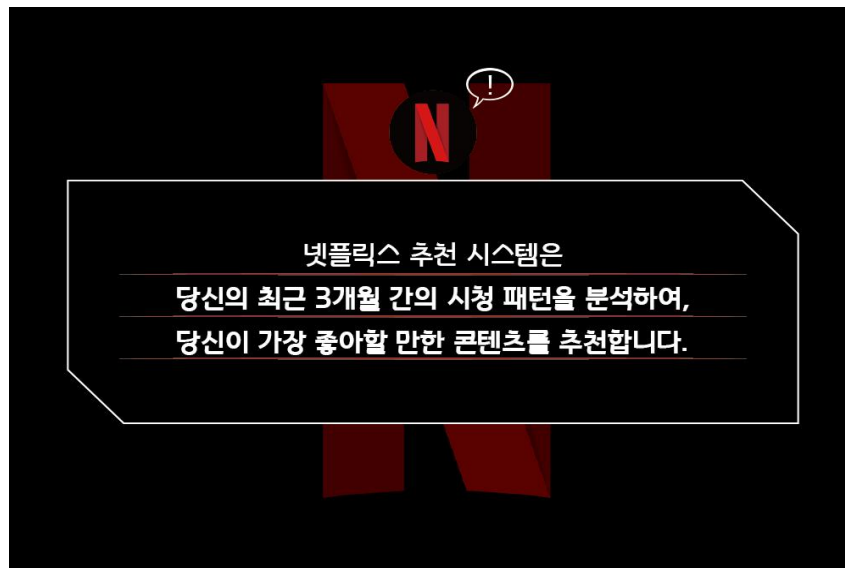 !
N
넷플릭스 추천 시스템은
당신의 최근 3개월 간의 시청 패턴을 분석하여,
당신이 가장 좋아할 만한 콘텐츠를 추천합니다.